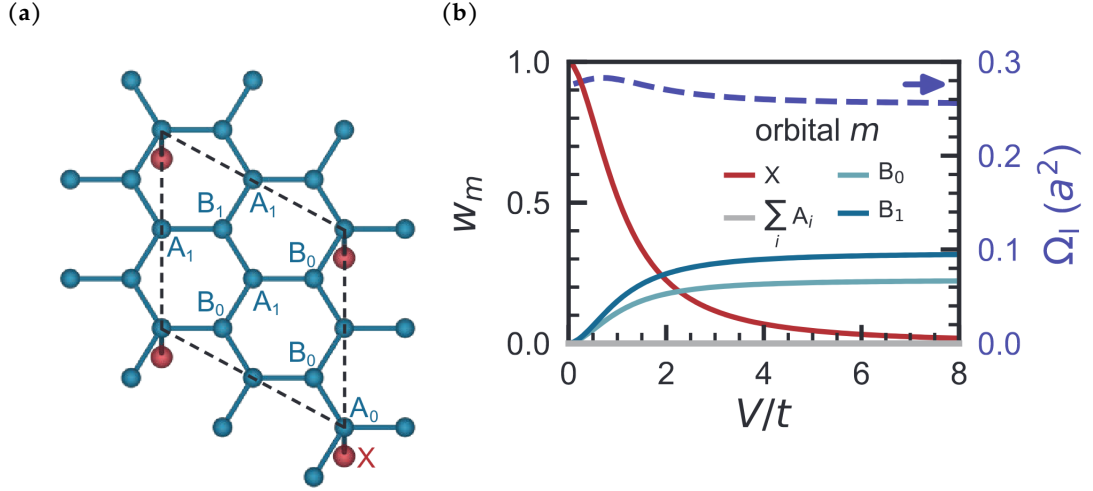 (a)
B₁
A₁
A₁
B₀
B₀
A₁
B₀
A₀
X
(b)
1.0
0.5
0.0
wₘ
0 2 4 6 8
V/t
0.3
0.2
0.1
0.0
Ω_I (a²)
orbital m
X
∑ᵢ Aᵢ
B₀
B₁